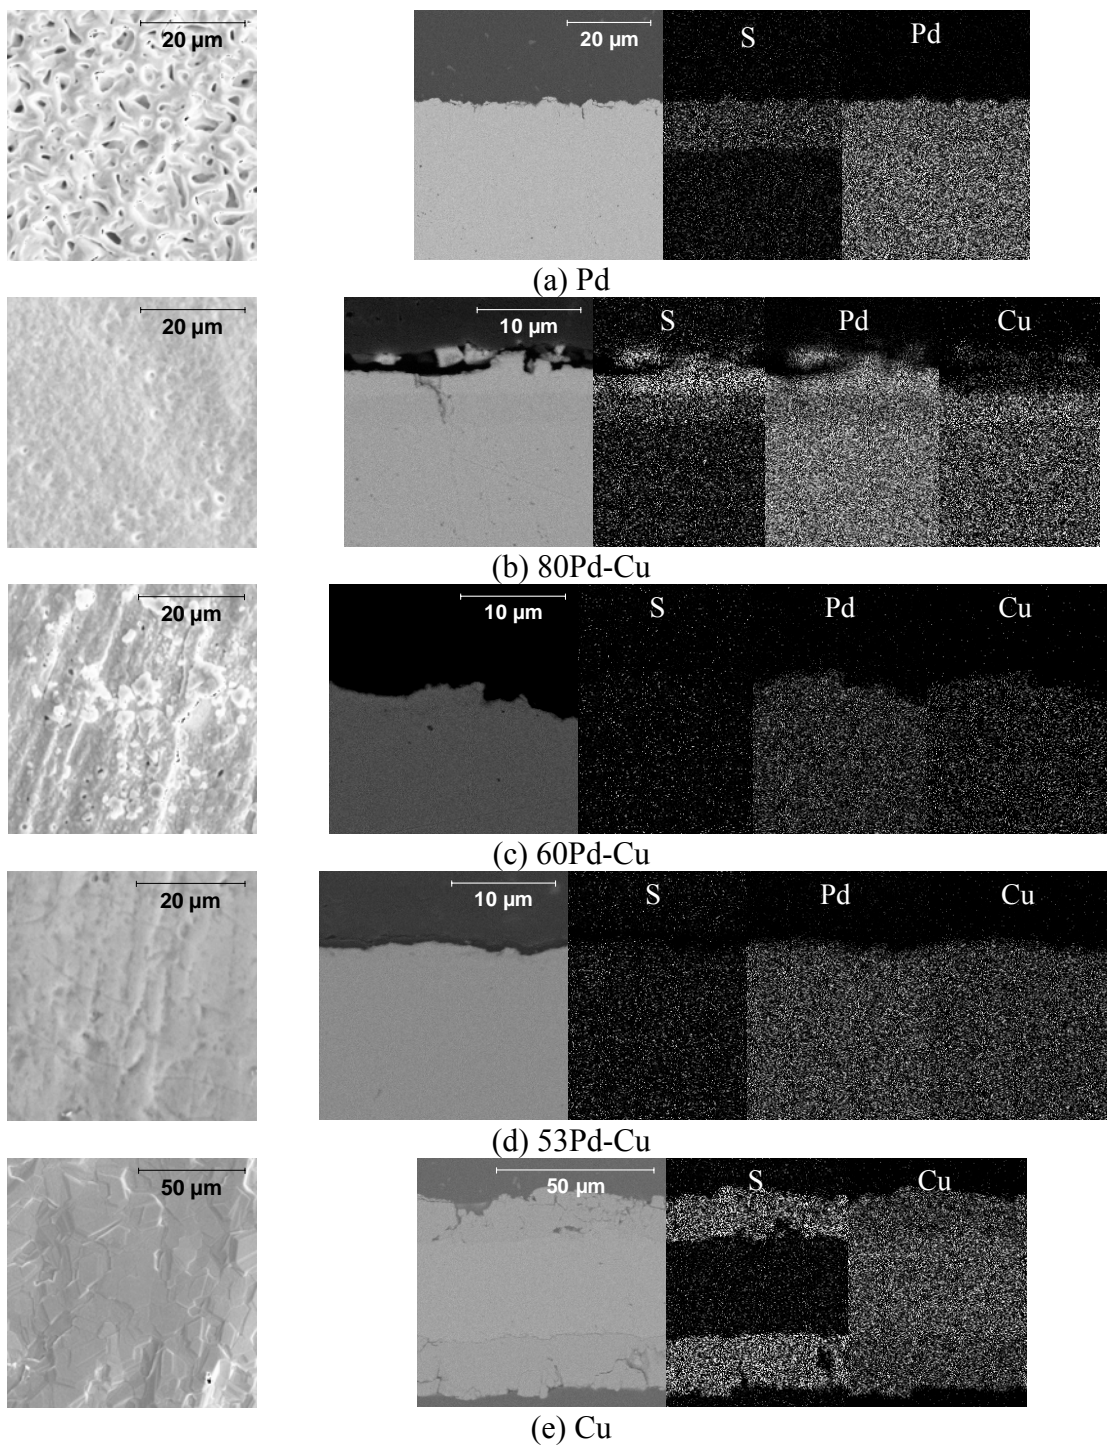 20 µm
20 µm
S
Pd
(a) Pd
20 µm
10 µm
S
Pd
Cu
(b) 80Pd-Cu
20 µm
10 µm
S
Pd
Cu
(c) 60Pd-Cu
20 µm
10 µm
S
Pd
Cu
(d) 53Pd-Cu
50 µm
50 µm
S
Cu
(e) Cu